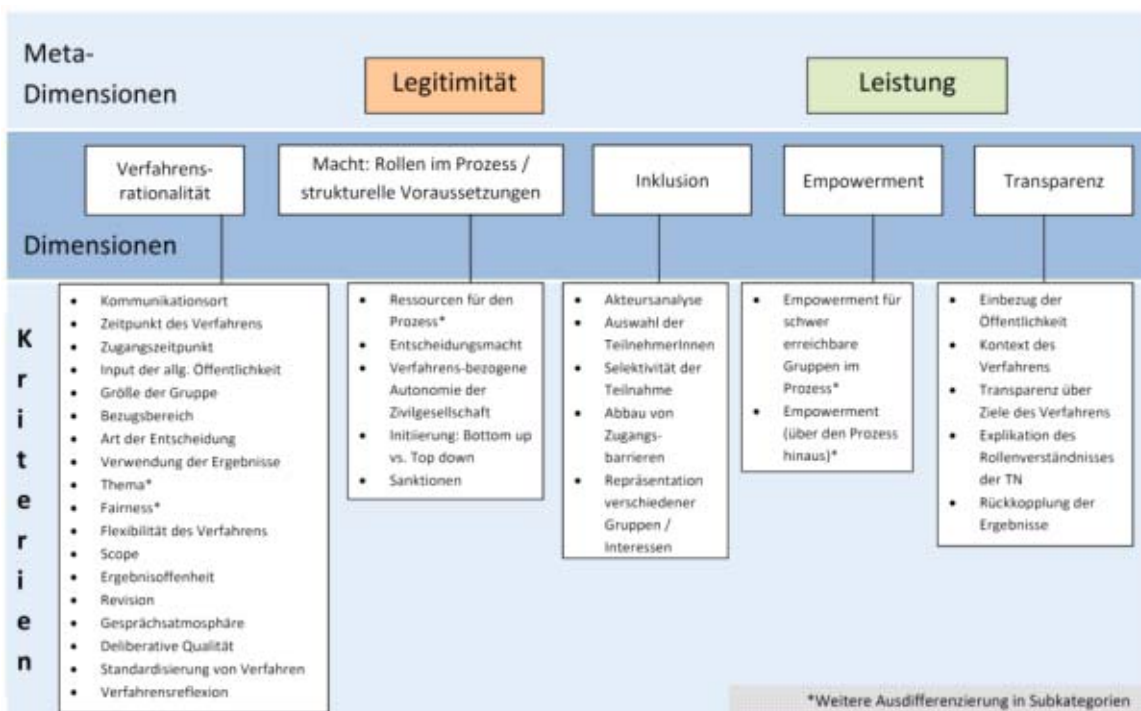 Meta-
Dimensionen
Legitimität
Leistung
Verfahrens-
rationalität
Macht: Rollen im Prozess /
strukturelle Voraussetzungen
Inklusion
Empowerment
Transparenz
Dimensionen
Kriterien
• Kommunikationsort
• Zeitpunkt des Verfahrens
• Zugangszeitpunkt
• Input der allg. Öffentlichkeit
• Größe der Gruppe
• Bezugsbereich
• Art der Entscheidung
• Verwendung der Ergebnisse
• Thema*
• Fairness*
• Flexibilität des Verfahrens
• Scope
• Ergebnisoffenheit
• Revision
• Gesprächsatmosphäre
• Deliberative Qualität
• Standardisierung von Verfahren
• Verfahrensreflexion
• Ressourcen für den
Prozess*
• Entscheidungsmacht
• Verfahrens-bezogene
Autonomie der
Zivilgesellschaft
• Initiierung: Bottom up
vs. Top down
• Sanktionen
• Akteursanalyse
• Auswahl der
TeilnehmerInnen
• Selektivität der
Teilnahme
• Abbau von
Zugangs-
barrieren
• Repräsentation
verschiedener
Gruppen /
Interessen
• Empowerment für
schwer
erreichbare
Gruppen im
Prozess*
• Empowerment
(über den Prozess
hinaus)*
• Einbezug der
Öffentlichkeit
• Kontext des
Verfahrens
• Transparenz über
Ziele des Verfahrens
• Explikation des
Rollenverständnisses
der TN
• Rückkopplung der
Ergebnisse
*Weitere Ausdifferenzierung in Subkategorien